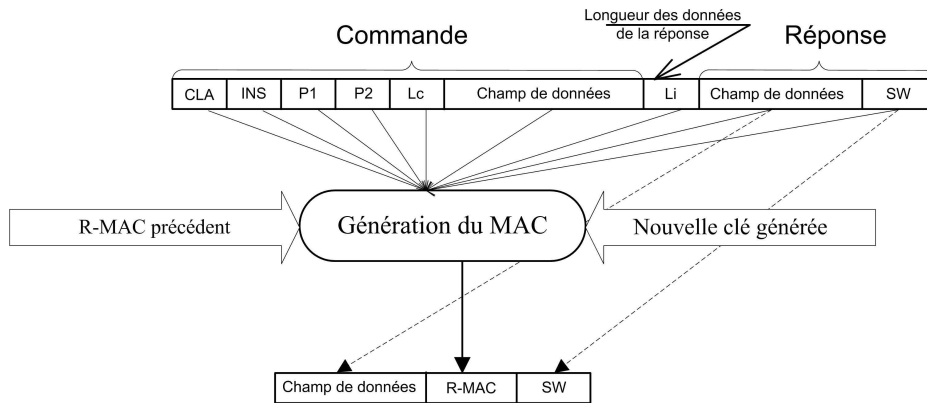 Longueur des données
de la réponse
Commande
Réponse
CLA INS P1 P2 Lc Champ de données Li Champ de données SW
R-MAC précédent
Génération du MAC
Nouvelle clé générée
Champ de données R-MAC SW